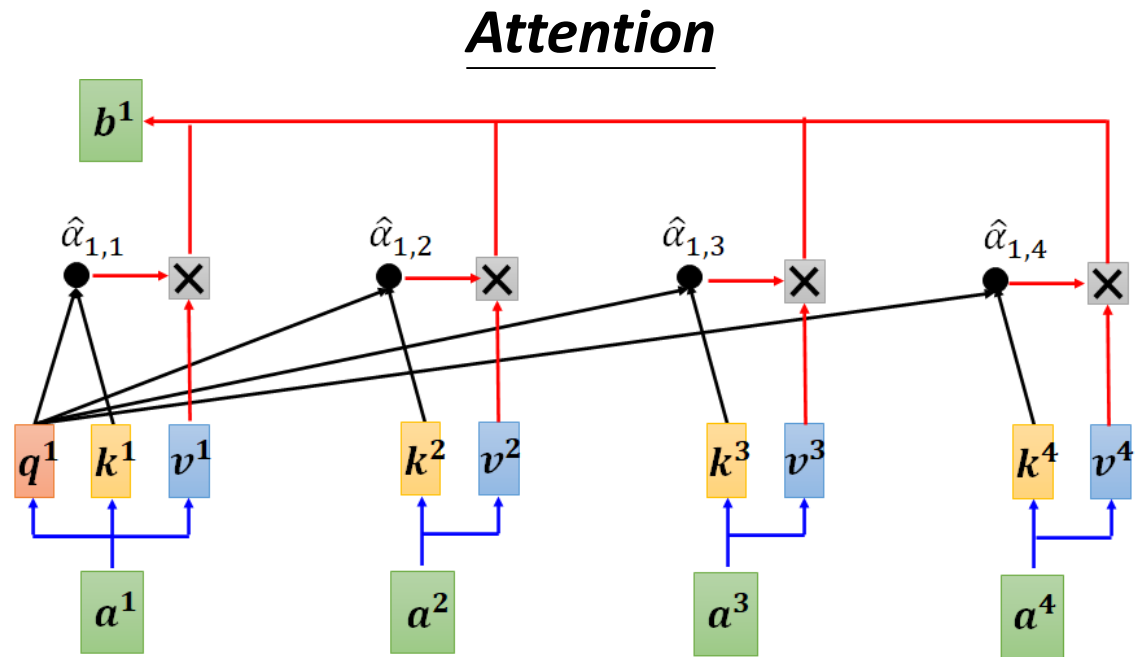 Attention
b¹
α̂₁,₁ α̂₁,₂ α̂₁,₃ α̂₁,₄
q¹ k¹ v¹ k² v² k³ v³ k⁴ v⁴
a¹ a² a³ a⁴